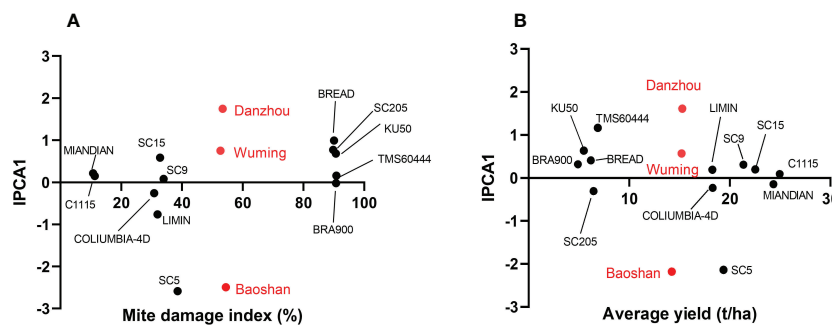 A
IPCA1
3
2
1
0
-1
-2
-3
20
40
60
80
100
MIANDIAN
C1115
SC15
SC9
COLIUMBIA-4D
LIMIN
SC5
Danzhou
Wuming
Baoshan
BREAD
SC205
KU50
TMS60444
BRA900
Mite damage index (%)
B
IPCA1
3
2
1
0
-1
-2
-3
10
20
30
KU50
TMS60444
BRA900
BREAD
SC205
Danzhou
Wuming
Baoshan
LIMIN
SC9
SC15
C1115
MIANDIAN
COLIUMBIA-4D
SC5
Average yield (t/ha)